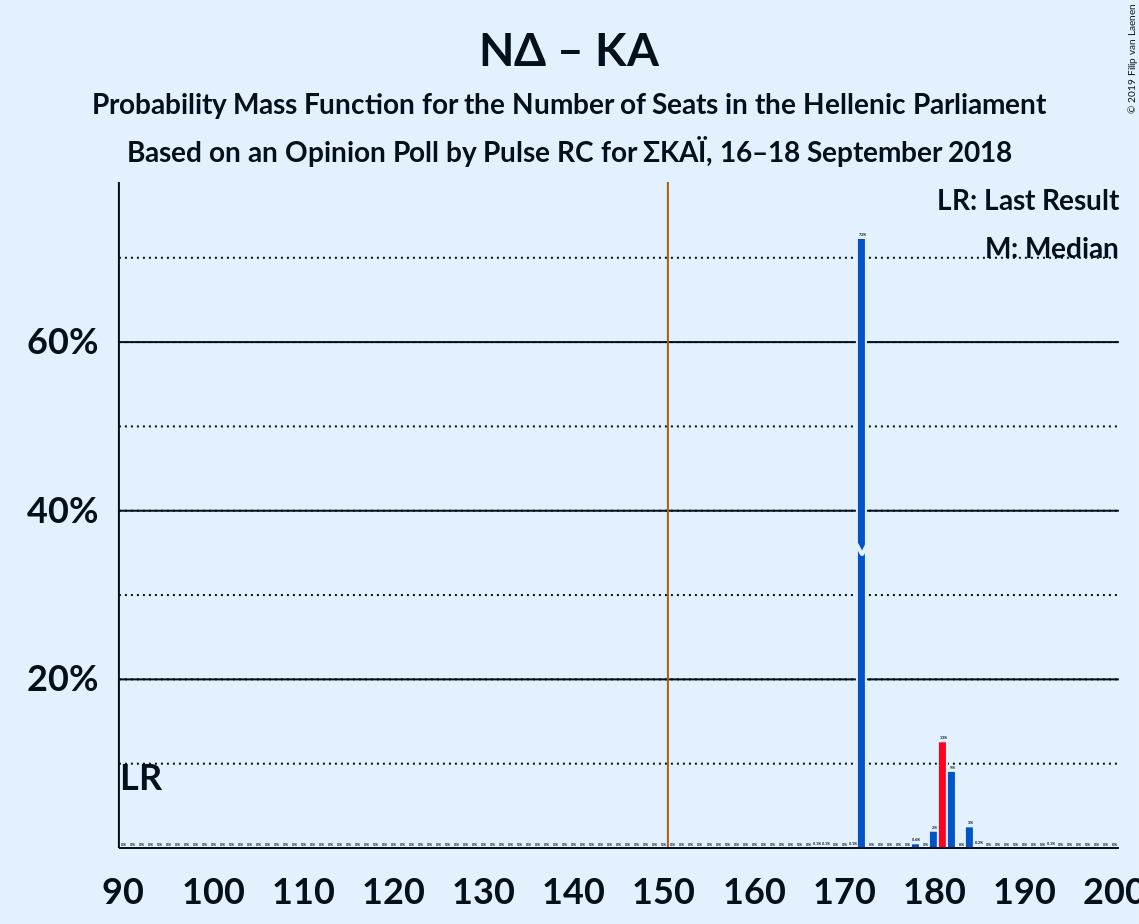 ΝΔ – ΚΑ
Probability Mass Function for the Number of Seats in the Hellenic Parliament
Based on an Opinion Poll by Pulse RC for ΣΚΑΪ, 16–18 September 2018
© 2019 Filip van Laenen
LR: Last Result
M: Median
60%
40%
20%
LR
90 100 110 120 130 140 150 160 170 180 190 200